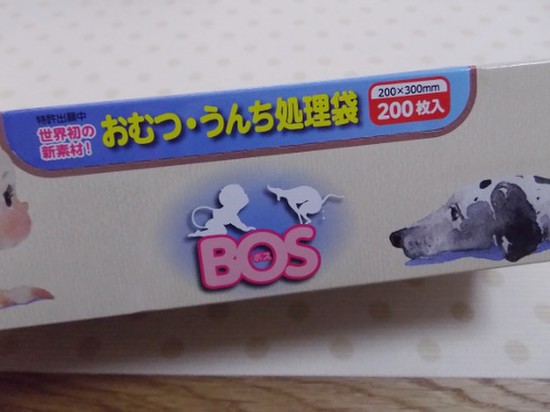 特許出願中
世界初の
新素材!
おむつ・うんち処理袋
200×300mm
200枚入
BOS
ボス